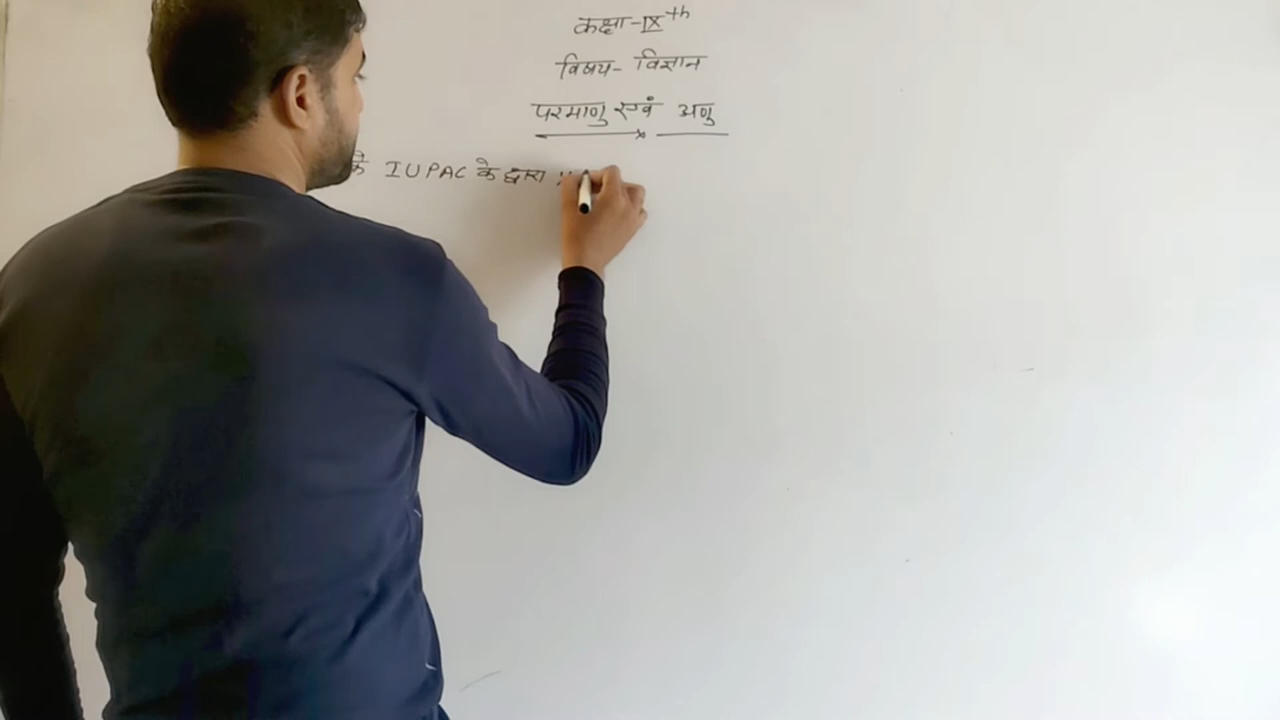 कक्षा-IXth
विषय- विज्ञान
परमाणु एवं अणु
के IUPAC के द्वारा